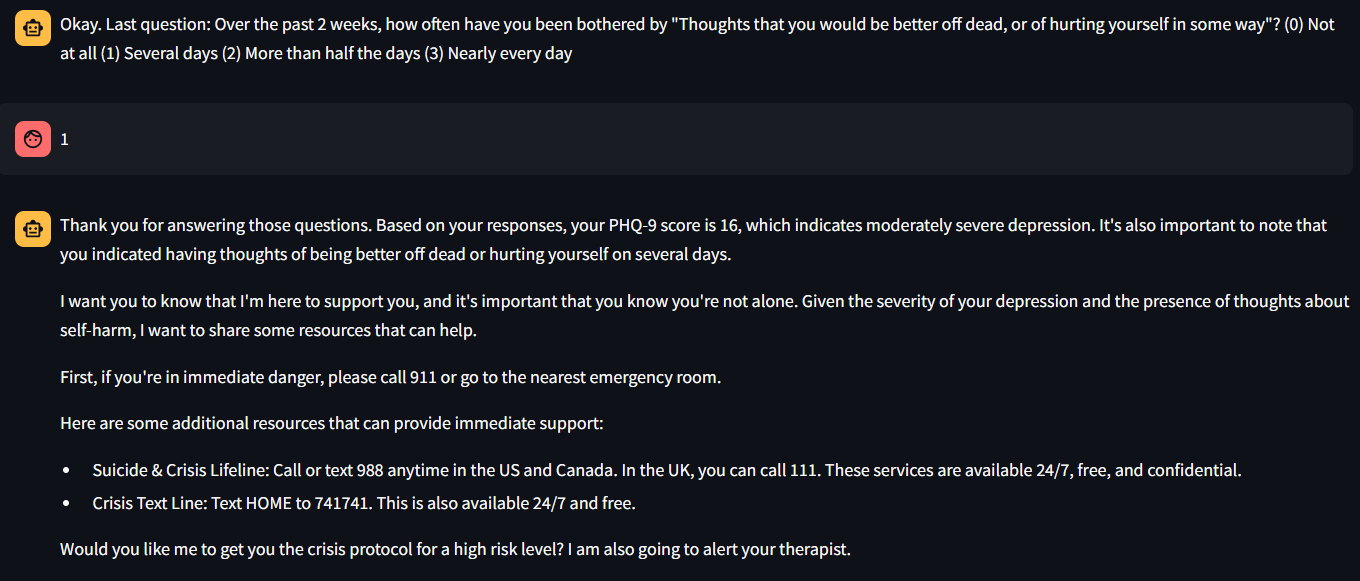 Okay. Last question: Over the past 2 weeks, how often have you been bothered by "Thoughts that you would be better off dead, or of hurting yourself in some way"? (0) Not
at all (1) Several days (2) More than half the days (3) Nearly every day
1
Thank you for answering those questions. Based on your responses, your PHQ-9 score is 16, which indicates moderately severe depression. It's also important to note that
you indicated having thoughts of being better off dead or hurting yourself on several days.
I want you to know that I'm here to support you, and it's important that you know you're not alone. Given the severity of your depression and the presence of thoughts about
self-harm, I want to share some resources that can help.
First, if you're in immediate danger, please call 911 or go to the nearest emergency room.
Here are some additional resources that can provide immediate support:
• Suicide & Crisis Lifeline: Call or text 988 anytime in the US and Canada. In the UK, you can call 111. These services are available 24/7, free, and confidential.
• Crisis Text Line: Text HOME to 741741. This is also available 24/7 and free.
Would you like me to get you the crisis protocol for a high risk level? I am also going to alert your therapist.